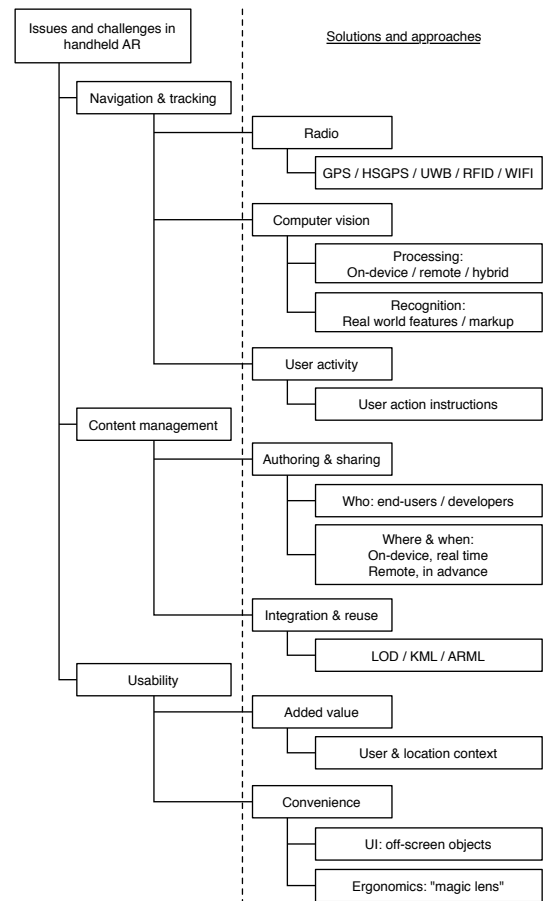 Issues and challenges in
handheld AR
Solutions and approaches
Navigation & tracking
Radio
GPS / HSGPS / UWB / RFID / WIFI
Computer vision
Processing:
On-device / remote / hybrid
Recognition:
Real world features / markup
User activity
User action instructions
Content management
Authoring & sharing
Who: end-users / developers
Where & when:
On-device, real time
Remote, in advance
Integration & reuse
LOD / KML / ARML
Usability
Added value
User & location context
Convenience
UI: off-screen objects
Ergonomics: "magic lens"